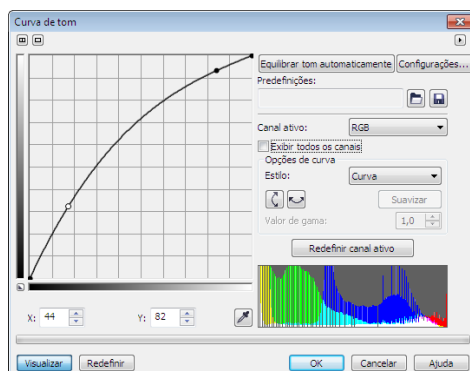 Curva de tom
Equilibrar tom automaticamente Configurações...
Predefinições:
Canal ativo: RGB
Exibir todos os canais
Opções de curva
Estilo: Curva
Suavizar
Valor de gama: 1,0
Redefinir canal ativo
X: 44 Y: 82
Visualizar Redefinir OK Cancelar Ajuda